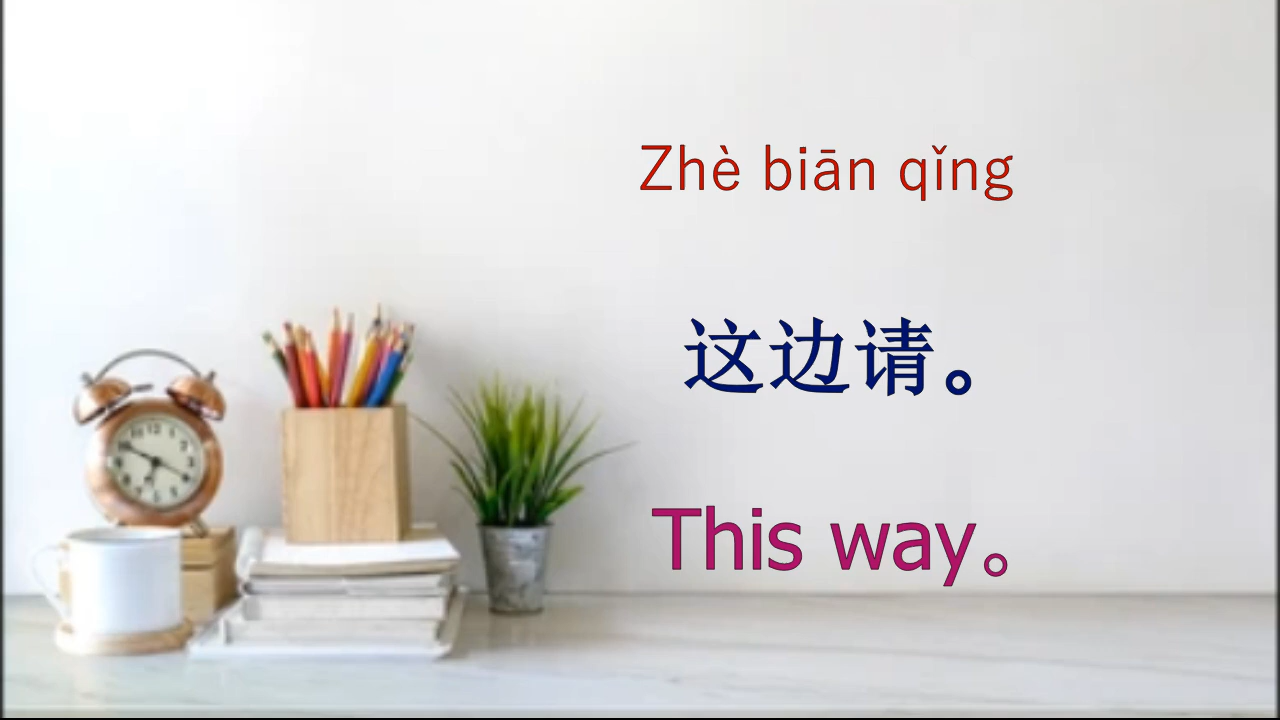 Zhè biān qǐng
这边请。
This way。